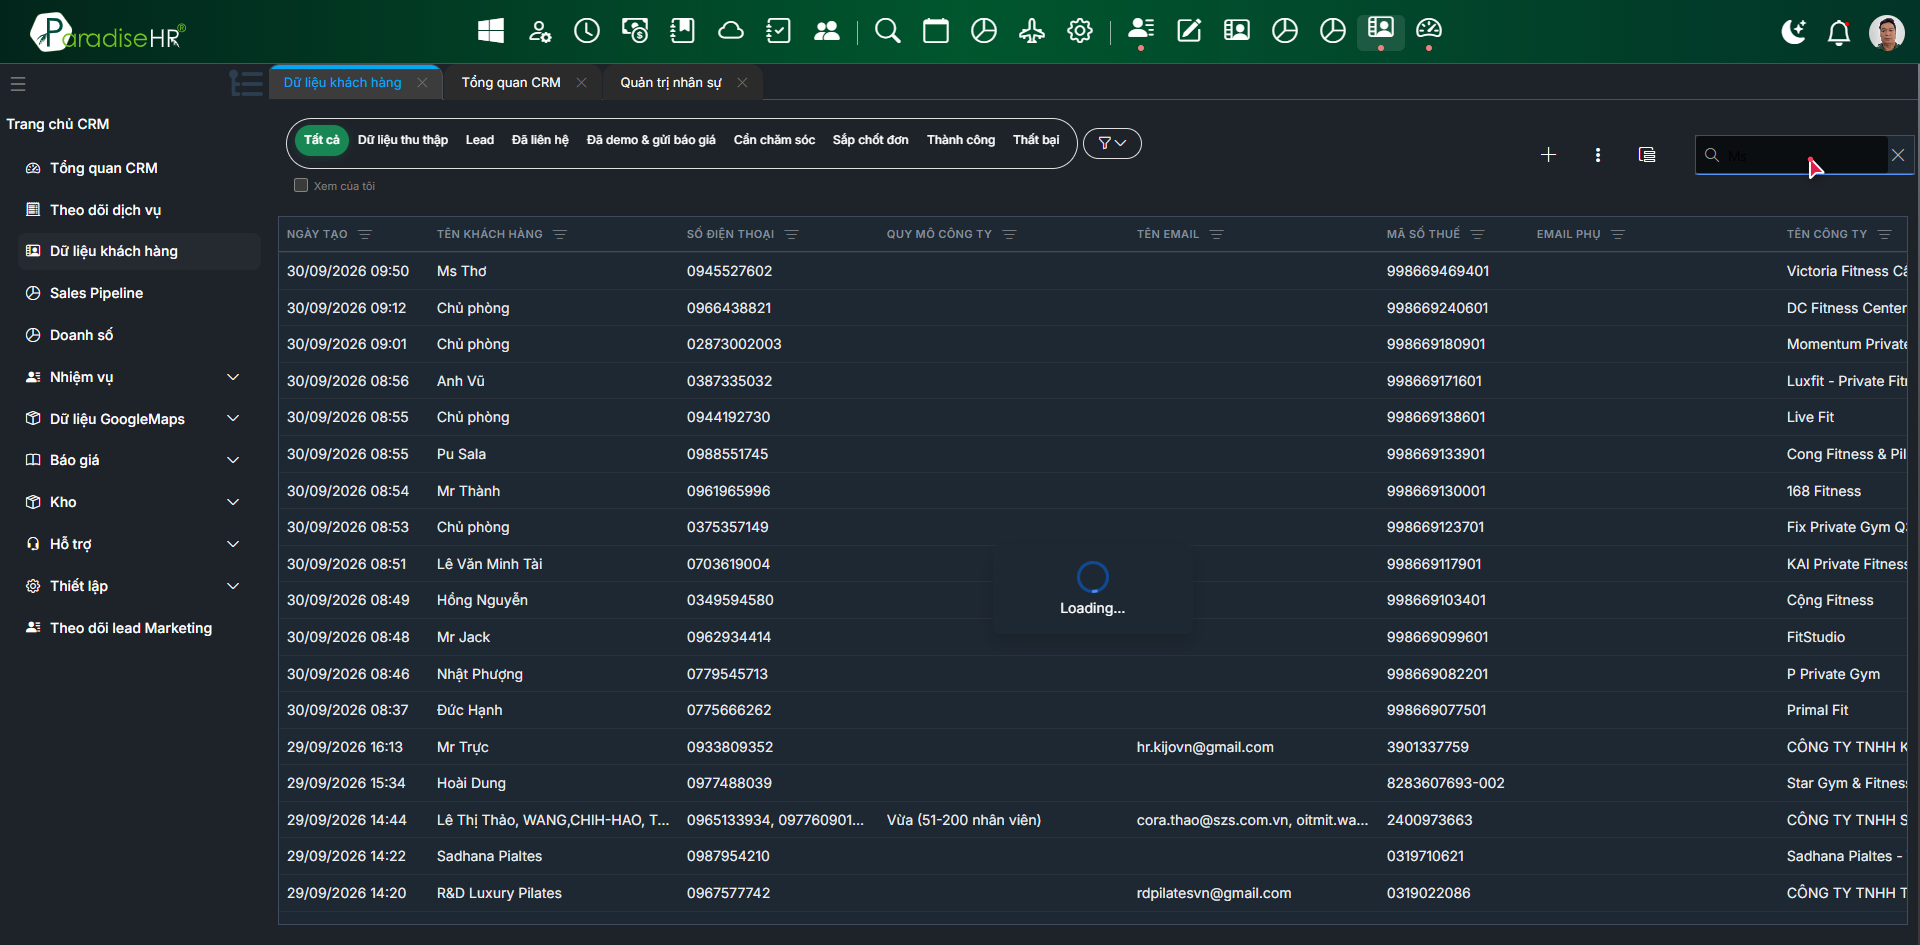 ParadiseHR®
Dữ liệu khách hàng
Tổng quan CRM
Quản trị nhân sự
Trang chủ CRM
Tổng quan CRM
Theo dõi dịch vụ
Dữ liệu khách hàng
Sales Pipeline
Doanh số
Nhiệm vụ
Dữ liệu GoogleMaps
Báo giá
Kho
Hỗ trợ
Thiết lập
Theo dõi lead Marketing
Tất cả Dữ liệu thu thập Lead Đã liên hệ Đã demo & gửi báo giá Cần chăm sóc Sắp chốt đơn Thành công Thất bại
Ms
Xem của tôi
NGÀY TẠO TÊN KHÁCH HÀNG SỐ ĐIỆN THOẠI QUY MÔ CÔNG TY TÊN EMAIL MÃ SỐ THUẾ EMAIL PHỤ TÊN CÔNG TY
30/09/2026 09:50 Ms Thơ 0945527602 998669469401 Victoria Fitness Cầ
30/09/2026 09:12 Chủ phòng 0966438821 998669240601 DC Fitness Center
30/09/2026 09:01 Chủ phòng 02873002003 998669180901 Momentum Private
30/09/2026 08:56 Anh Vũ 0387335032 998669171601 Luxfit - Private Fitn
30/09/2026 08:55 Chủ phòng 0944192730 998669138601 Live Fit
30/09/2026 08:55 Pu Sala 0988551745 998669133901 Cong Fitness & Pil
30/09/2026 08:54 Mr Thành 0961965996 998669130001 168 Fitness
30/09/2026 08:53 Chủ phòng 0375357149 998669123701 Fix Private Gym Q3
30/09/2026 08:51 Lê Văn Minh Tài 0703619004 998669117901 KAI Private Fitness
30/09/2026 08:49 Hồng Nguyễn 0349594580 998669103401 Cộng Fitness
30/09/2026 08:48 Mr Jack 0962934414 998669099601 FitStudio
30/09/2026 08:46 Nhật Phượng 0779545713 998669082201 P Private Gym
30/09/2026 08:37 Đức Hạnh 0775666262 998669077501 Primal Fit
29/09/2026 16:13 Mr Trực 0933809352 hr.kijovn@gmail.com 3901337759 CÔNG TY TNHH K
29/09/2026 15:34 Hoài Dung 0977488039 8283607693-002 Star Gym & Fitness
29/09/2026 14:44 Lê Thị Thảo, WANG,CHIH-HAO, T... 0965133934, 097760901... Vừa (51-200 nhân viên) cora.thao@szs.com.vn, oitmit.wa... 2400973663 CÔNG TY TNHH S
29/09/2026 14:22 Sadhana Pialtes 0987954210 0319710621 Sadhana Pialtes -
29/09/2026 14:20 R&D Luxury Pilates 0967577742 rdpilatesvn@gmail.com 0319022086 CÔNG TY TNHH T
Loading...